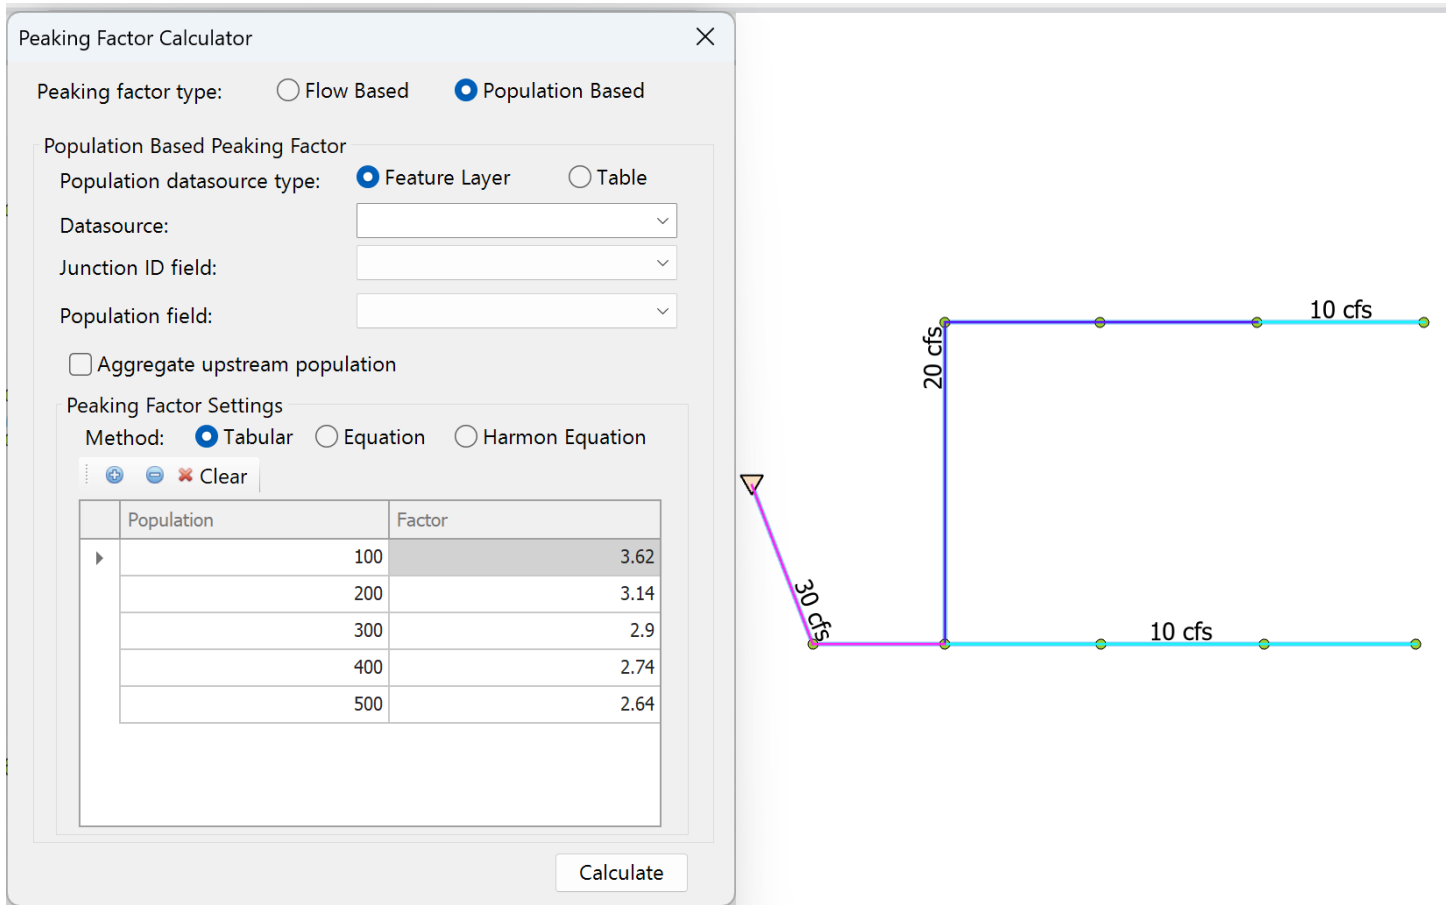 Peaking Factor Calculator
Peaking factor type: Flow Based Population Based
Population Based Peaking Factor
Population datasource type: Feature Layer Table
Datasource:
Junction ID field:
Population field:
Aggregate upstream population
Peaking Factor Settings
Method: Tabular Equation Harmon Equation
Clear
Population Factor
100 3.62
200 3.14
300 2.9
400 2.74
500 2.64
Calculate
10 cfs
20 cfs
30 cfs
10 cfs